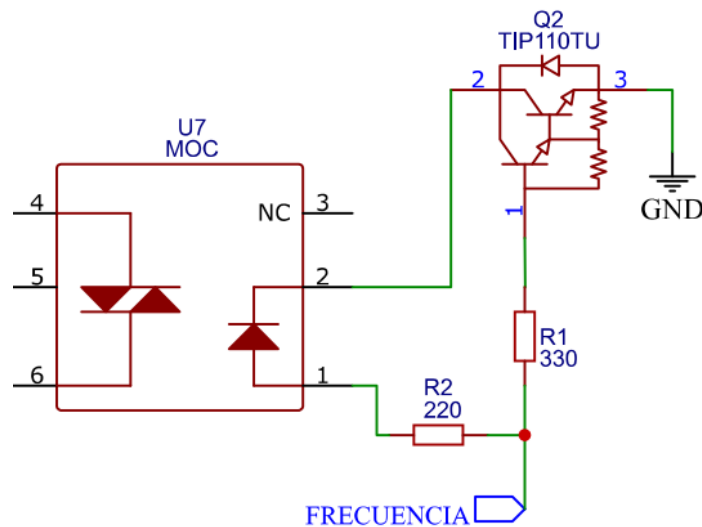 Q2
TIP110TU
2
3
U7
MOC
1
4
NC
3
GND
5
2
R1
330
6
1
R2
220
FRECUENCIA